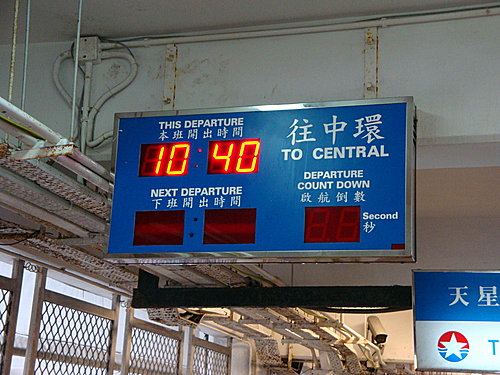 THIS DEPARTURE
本班開出時間
10 40
NEXT DEPARTURE
下班開出時間
往中環
TO CENTRAL
DEPARTURE
COUNT DOWN
啟航倒數
Second
秒
天星
T